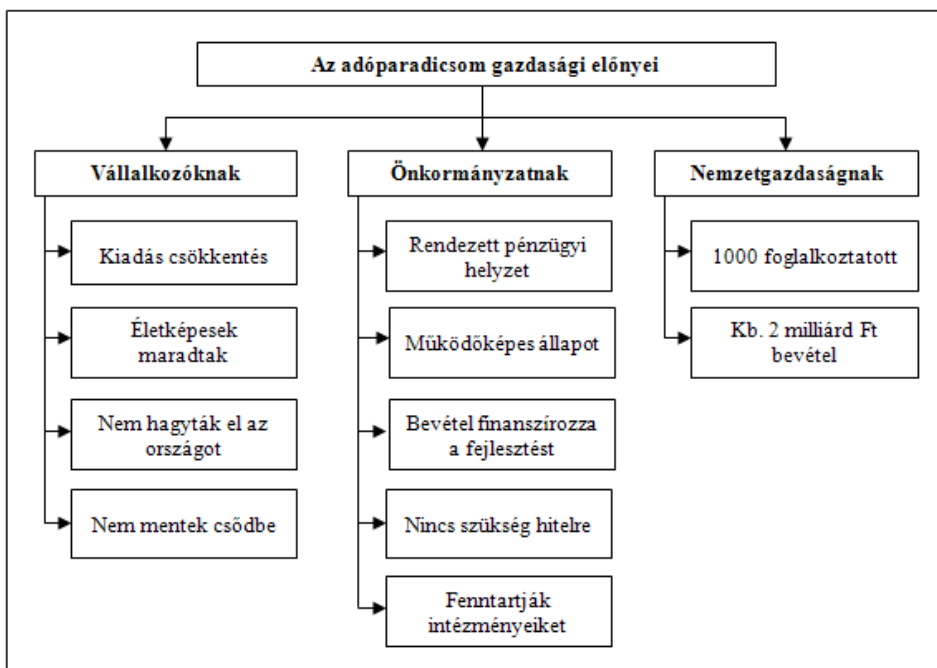 Az adóparadicsom gazdasági előnyei
Vállalkozóknak
Kiadás csökkentés
Életképesek
maradtak
Nem hagyták el az
országot
Nem mentek csődbe
Önkormányzatnak
Rendezett pénzügyi
helyzet
Működőképes állapot
Bevétel finanszírozza
a fejlesztést
Nincs szükség hitelre
Fenntartják
intézményeiket
Nemzetgazdaságnak
1000 foglalkoztatott
Kb. 2 milliárd Ft
bevétel